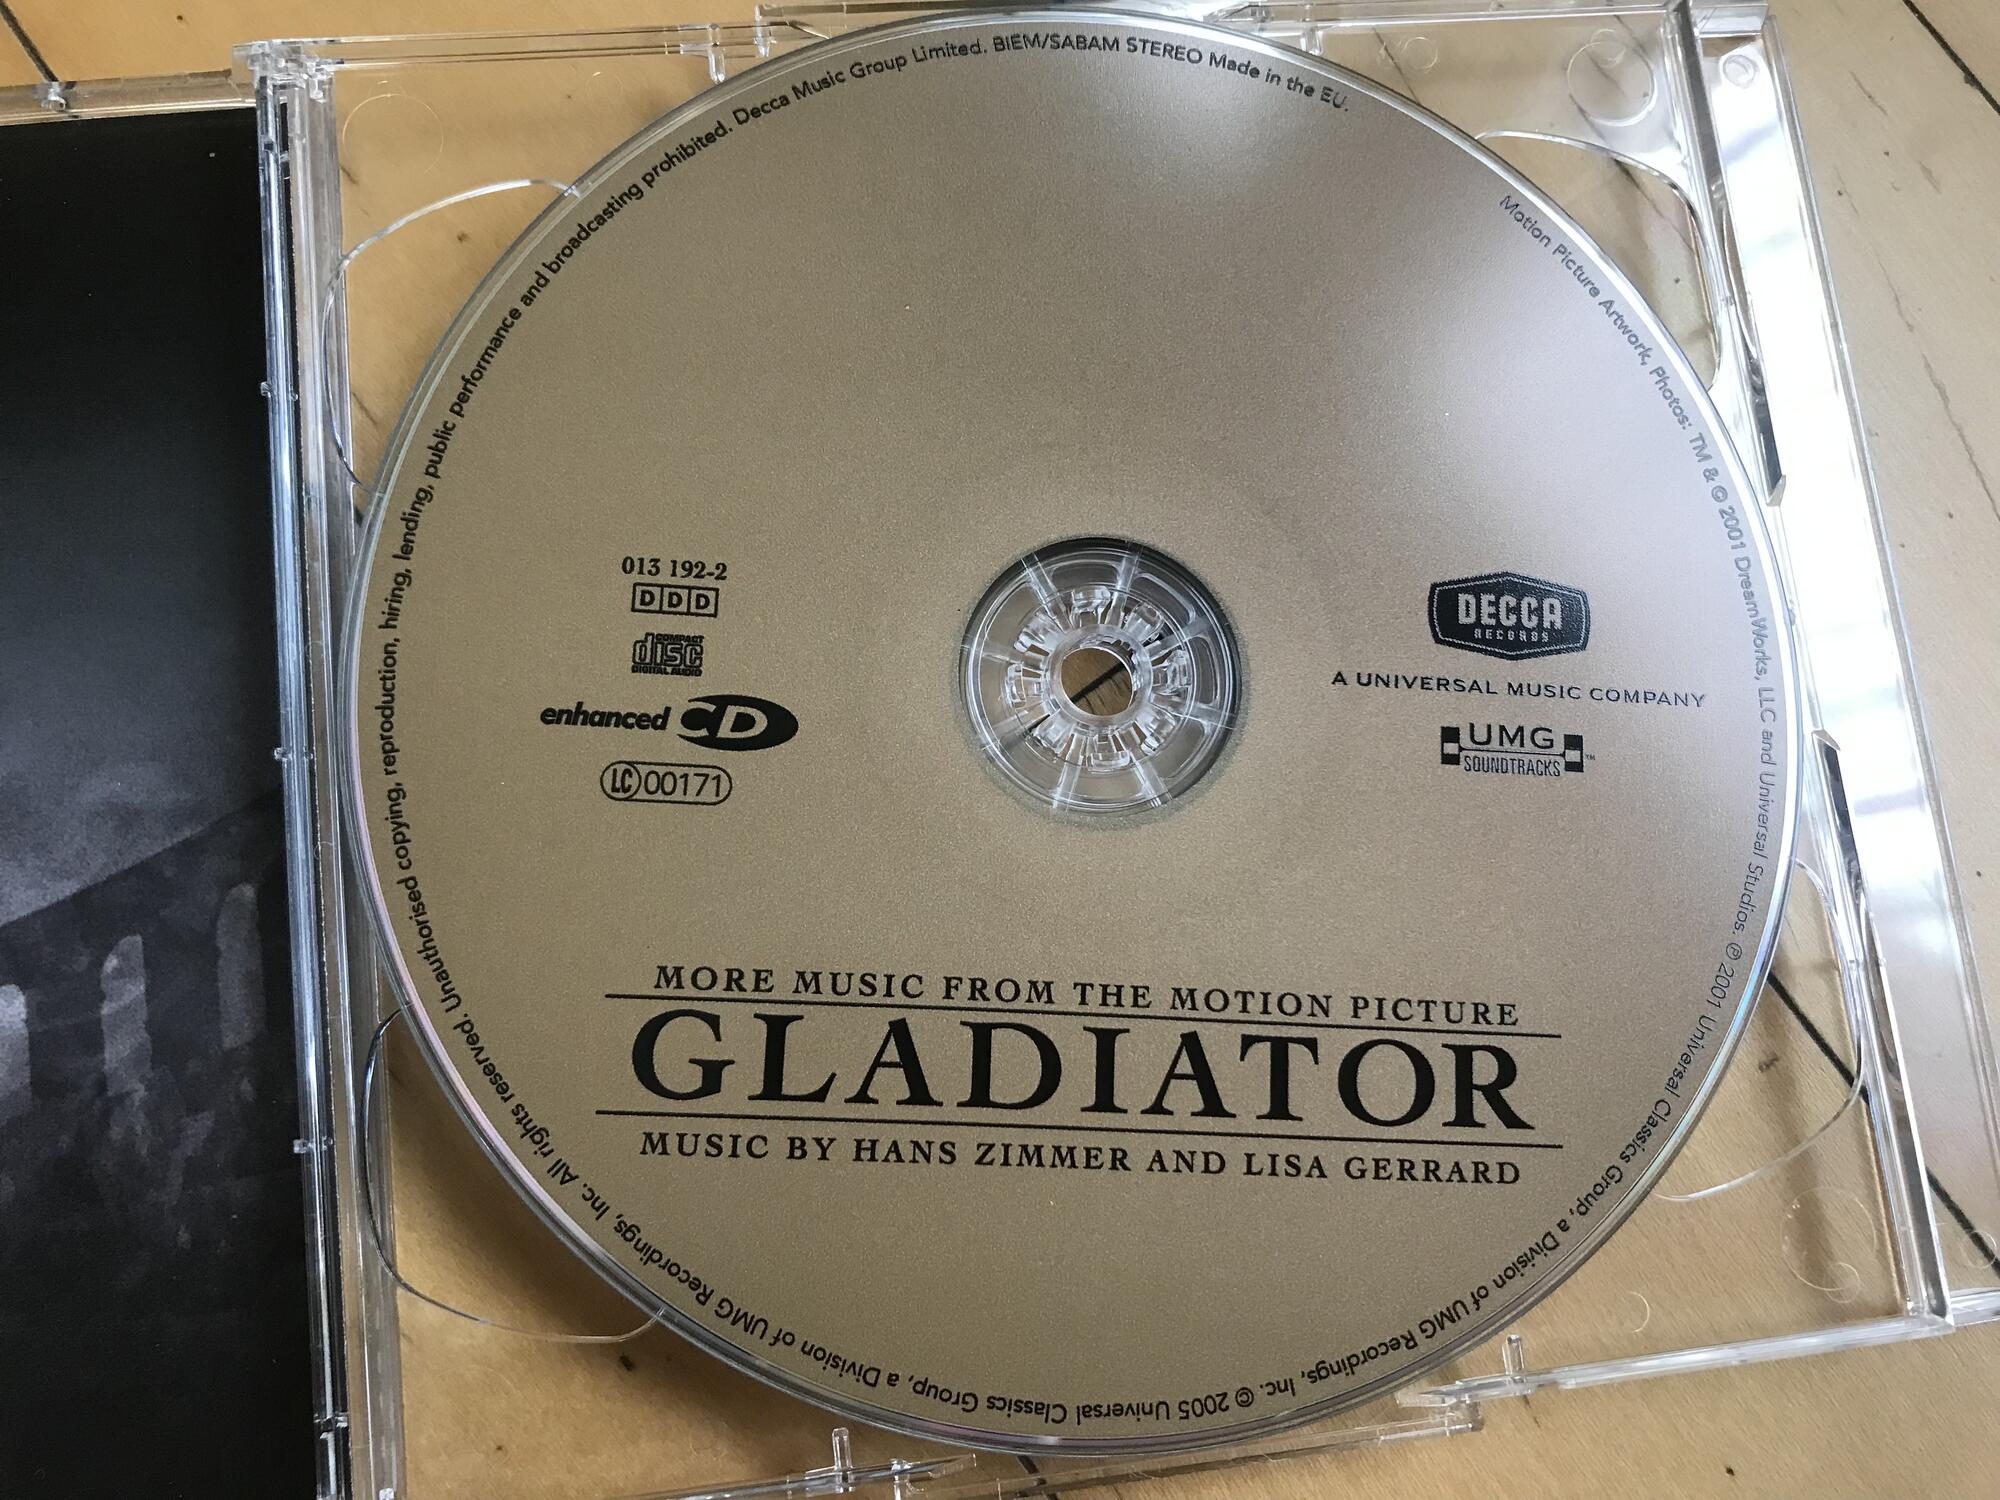 Motion Picture Artwork, Photos: TM & © 2001 DreamWorks, LLC and Universal Studios. ℗ 2001 Universal Classics Group, a Division of UMG Recordings, Inc. © 2005 Universal Classics Group, a Division of UMG Recordings, Inc. All rights reserved. Unauthorised copying, reproduction, hiring, lending, public performance and broadcasting prohibited. Decca Music Group Limited. BIEM/SABAM STEREO Made in the EU.
013 192-2
DDD
COMPACT
disc
DIGITAL AUDIO
enhanced CD
LC 00171
DECCA
RECORDS
A UNIVERSAL MUSIC COMPANY
UMG
SOUNDTRACKS™
MORE MUSIC FROM THE MOTION PICTURE
GLADIATOR
MUSIC BY HANS ZIMMER AND LISA GERRARD